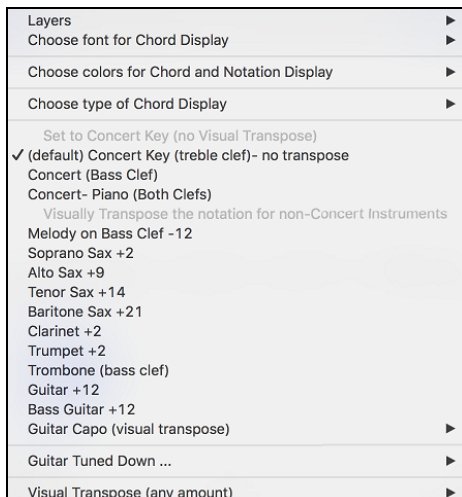 Layers
Choose font for Chord Display
Choose colors for Chord and Notation Display
Choose type of Chord Display
Set to Concert Key (no Visual Transpose)
(default) Concert Key (treble clef)- no transpose
Concert (Bass Clef)
Concert- Piano (Both Clefs)
Visually Transpose the notation for non-Concert Instruments
Melody on Bass Clef -12
Soprano Sax +2
Alto Sax +9
Tenor Sax +14
Baritone Sax +21
Clarinet +2
Trumpet +2
Trombone (bass clef)
Guitar +12
Bass Guitar +12
Guitar Capo (visual transpose)
Guitar Tuned Down ...
Visual Transpose (any amount)